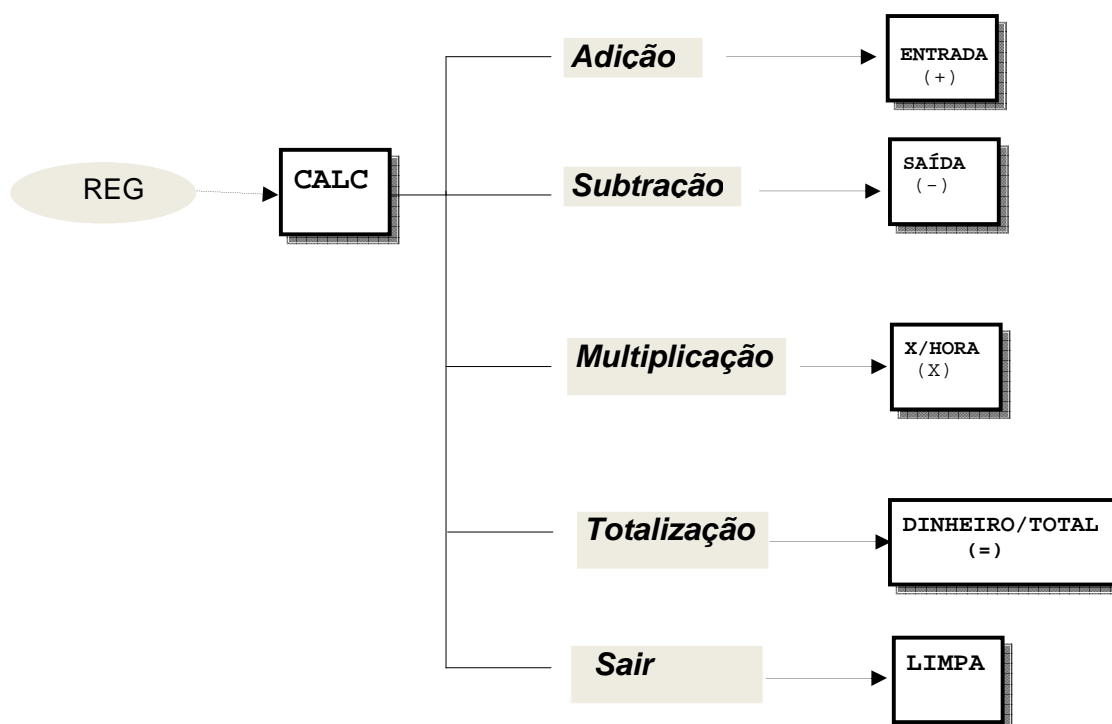 Adição
ENTRADA
(+)
REG
CALC
Subtração
SAÍDA
(-)
Multiplicação
X/HORA
(X)
Totalização
DINHEIRO/TOTAL
(=)
Sair
LIMPA